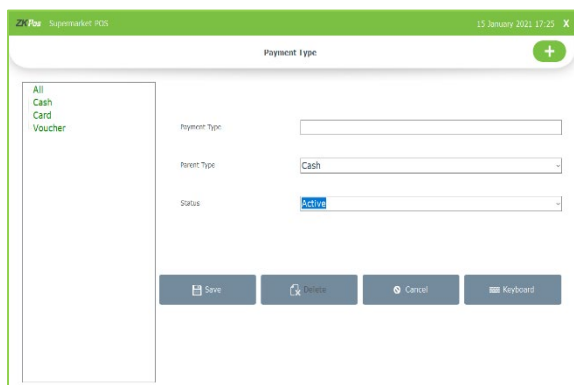 ZKPos Supermarket POS 15 January 2021 17:25 X
Payment Type +
All
Cash
Card
Voucher
Payment Type
Parent Type Cash
Status Active
Save Delete Cancel Keyboard